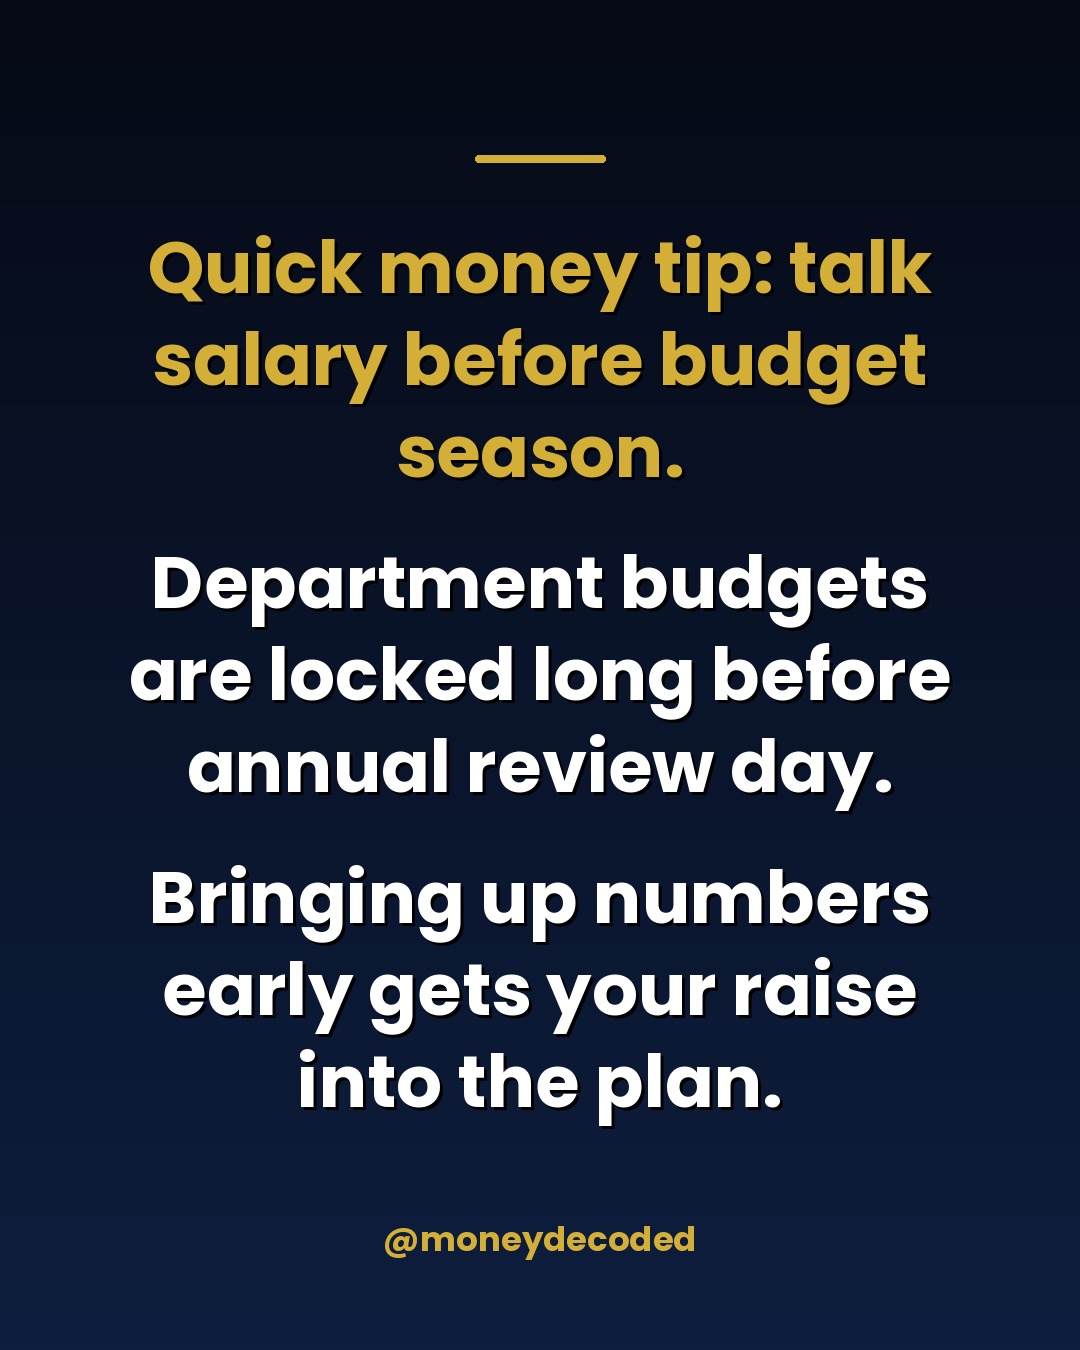 Quick money tip: talk
salary before budget
season.
Department budgets
are locked long before
annual review day.
Bringing up numbers
early gets your raise
into the plan.
@moneydecoded